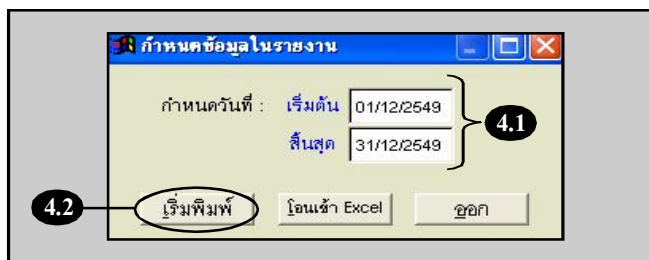 กำหนดข้อมูลในรายงาน
กำหนดวันที่ : เริ่มต้น 01/12/2549
4.1
สิ้นสุด 31/12/2549
4.2
เริ่มพิมพ์ โอนเข้า Excel ออก